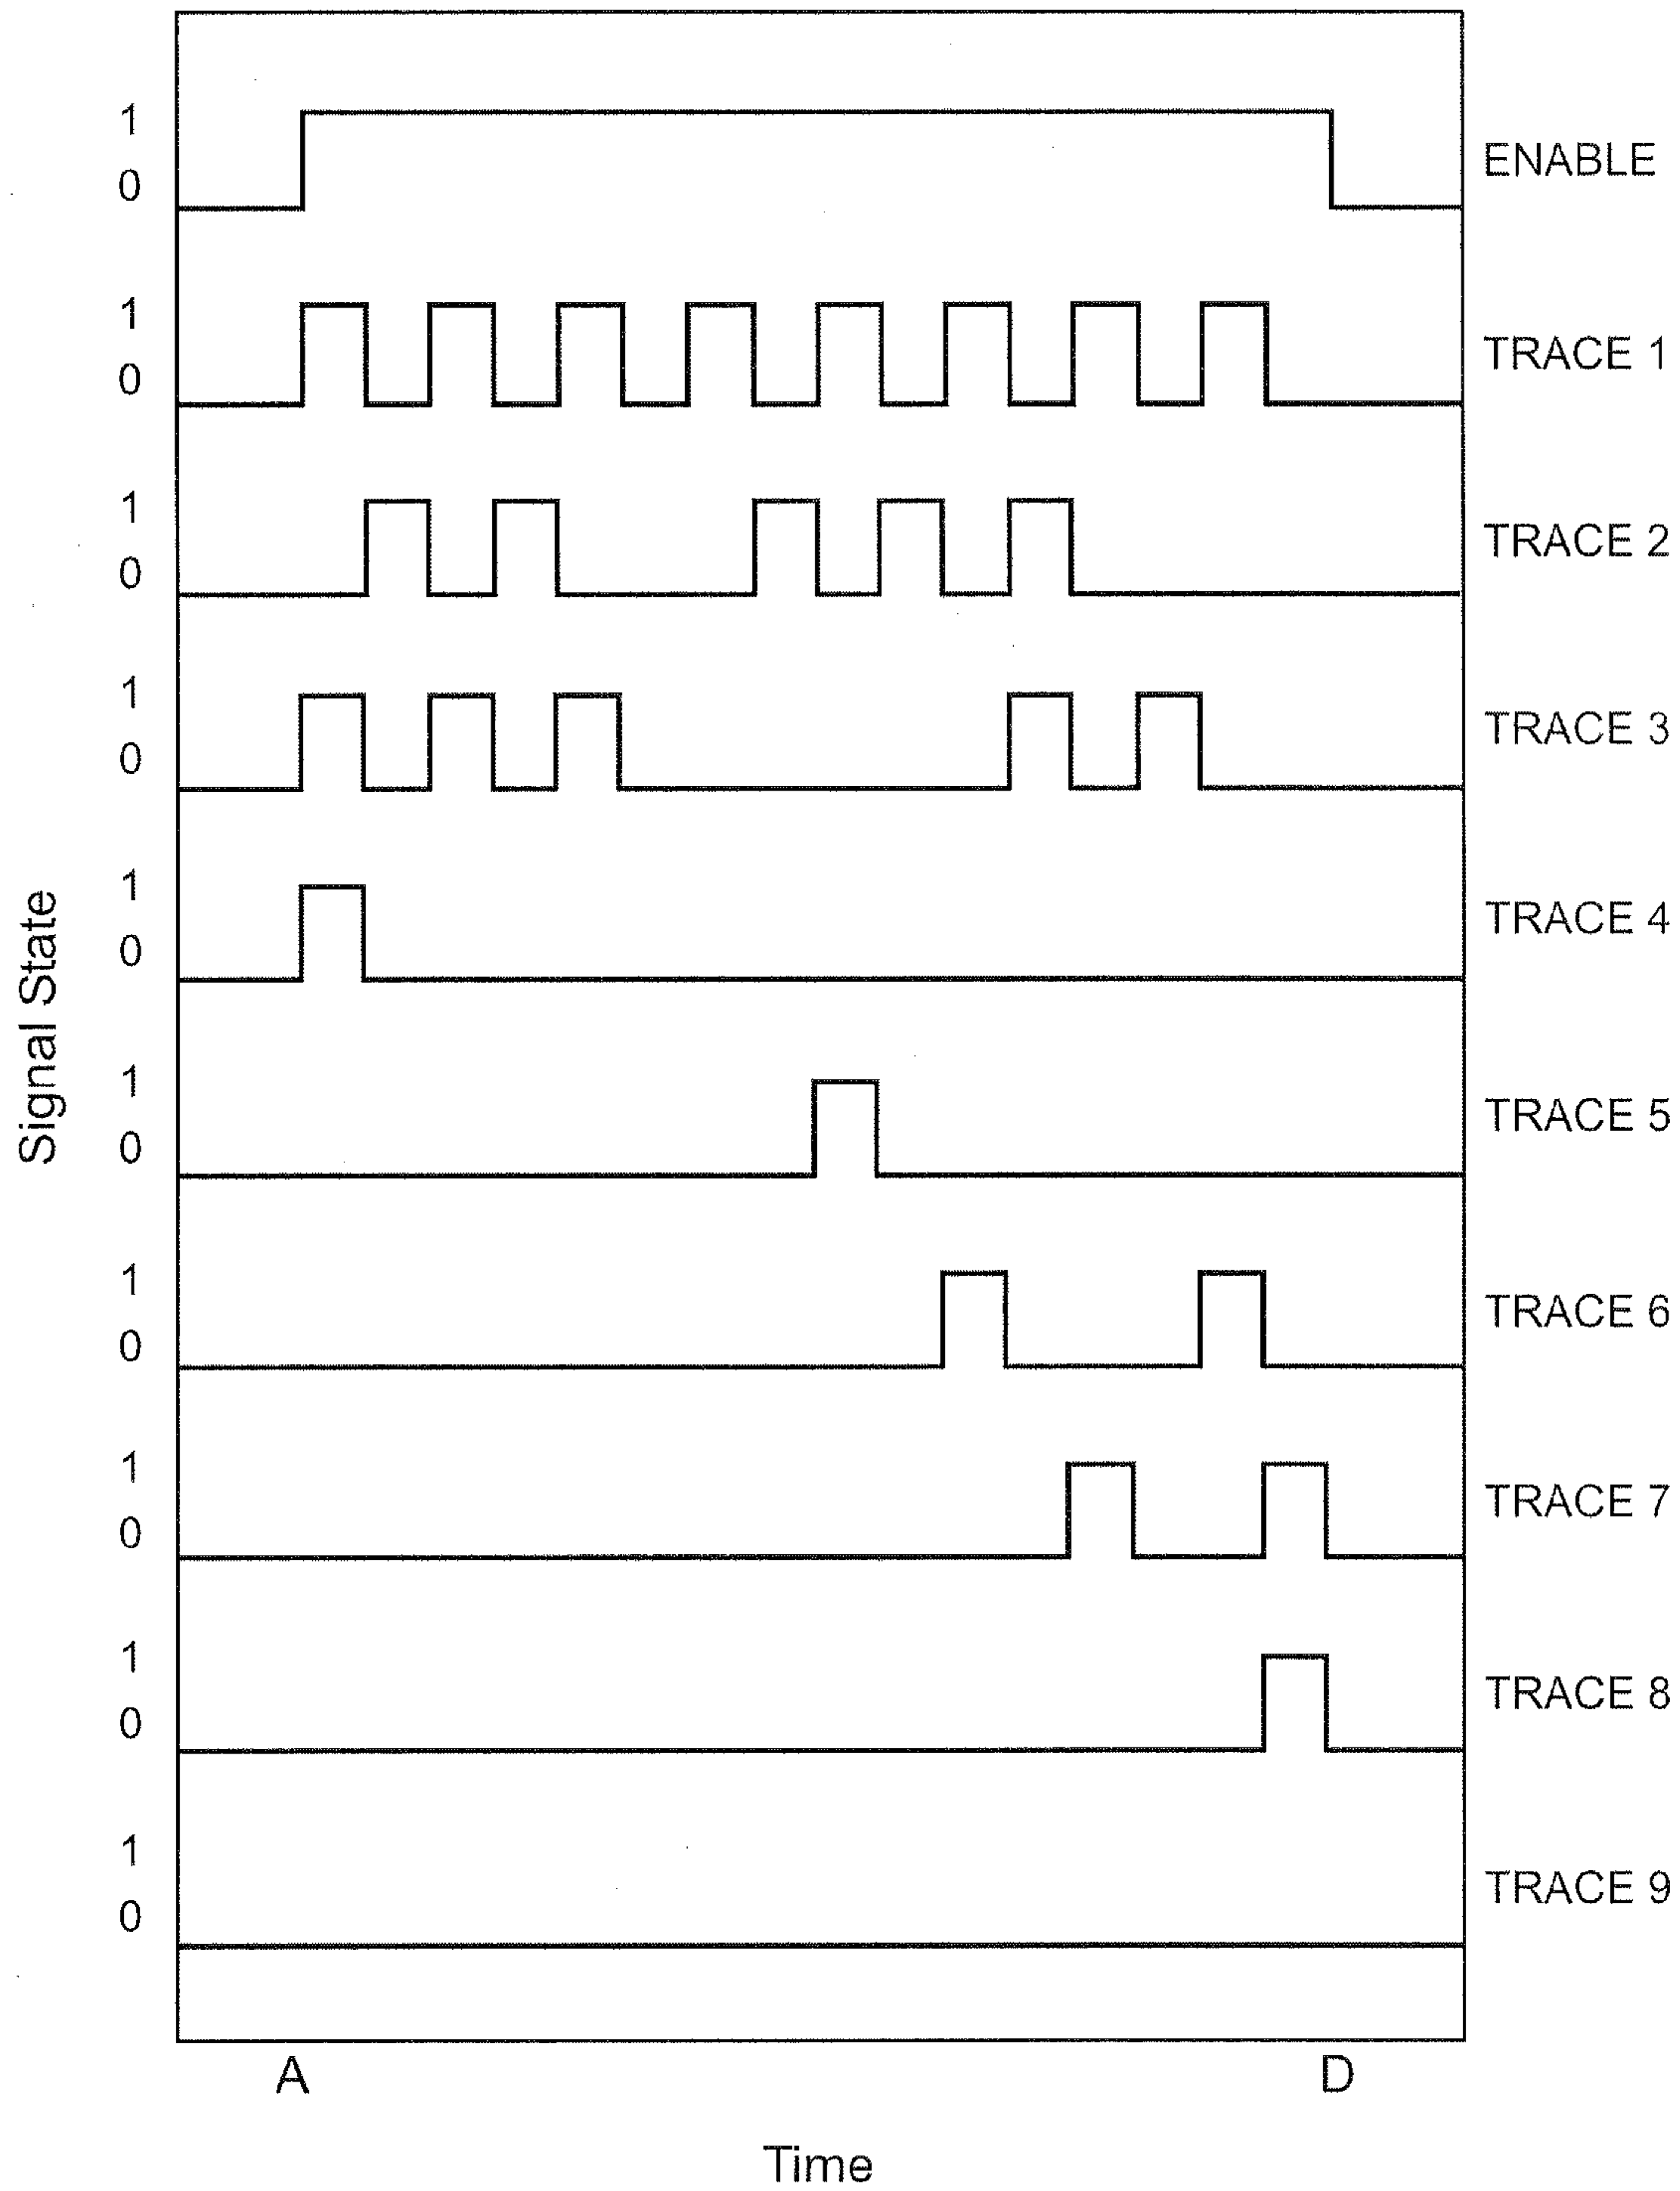 1
0
ENABLE
1
0
TRACE 1
1
0
TRACE 2
1
0
TRACE 3
1
0
TRACE 4
1
0
TRACE 5
1
0
TRACE 6
1
0
TRACE 7
1
0
TRACE 8
1
0
TRACE 9
Signal State
A
D
Time